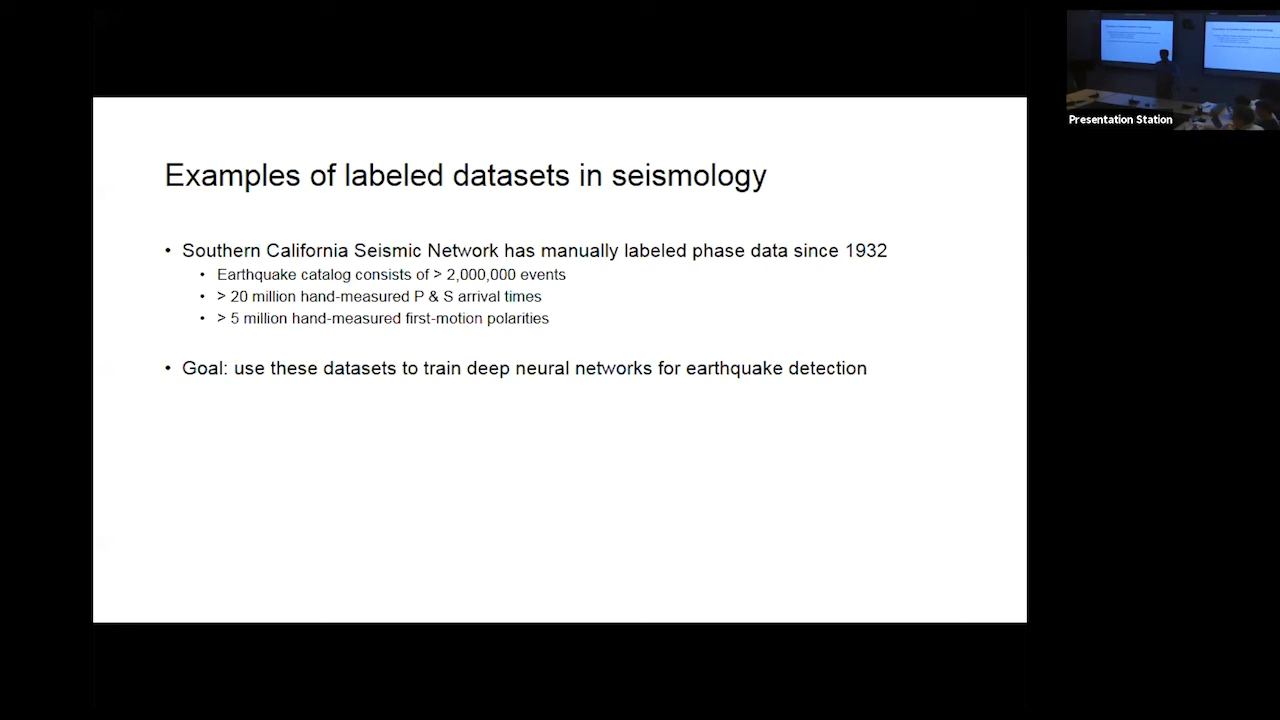 Examples of labeled datasets in seismology
• Southern California Seismic Network has manually labeled phase data since 1932
• Earthquake catalog consists of > 2,000,000 events
• > 20 million hand-measured P & S arrival times
• > 5 million hand-measured first-motion polarities
• Goal: use these datasets to train deep neural networks for earthquake detection
Presentation Station